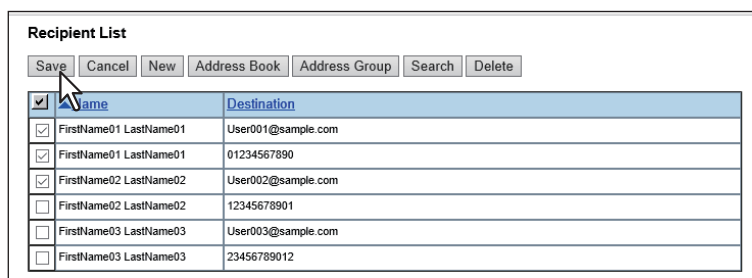 Recipient List
Save Cancel New Address Book Address Group Search Delete
Name Destination
FirstName01 LastName01 User001@sample.com
FirstName01 LastName01 01234567890
FirstName02 LastName02 User002@sample.com
FirstName02 LastName02 12345678901
FirstName03 LastName03 User003@sample.com
FirstName03 LastName03 23456789012